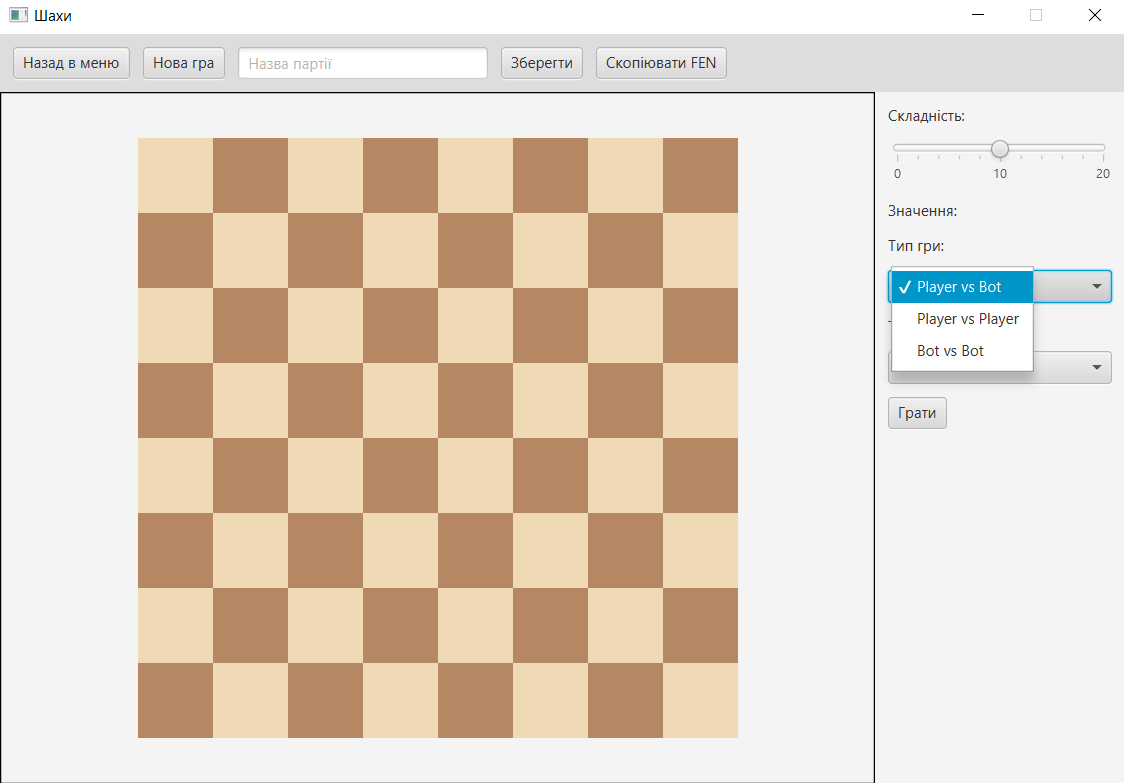 Шахи
Назад в меню
Нова гра
Назва партії
Зберегти
Скопіювати FEN
Складність:
0
10
20
Значення:
Тип гри:
Player vs Bot
Player vs Player
Bot vs Bot
Грати